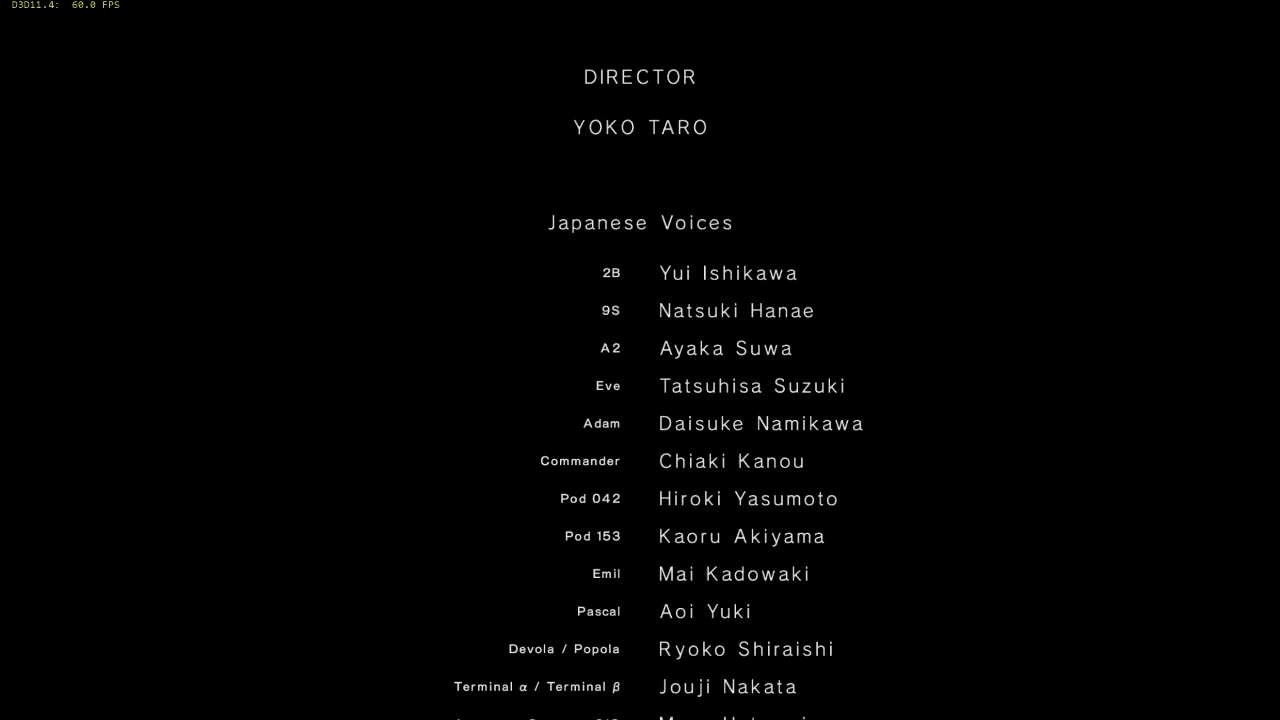 D3D11.4: 60.0 FPS
DIRECTOR
YOKO TARO
Japanese Voices
2B Yui Ishikawa
9S Natsuki Hanae
A2 Ayaka Suwa
Eve Tatsuhisa Suzuki
Adam Daisuke Namikawa
Commander Chiaki Kanou
Pod 042 Hiroki Yasumoto
Pod 153 Kaoru Akiyama
Emil Mai Kadowaki
Pascal Aoi Yuki
Devola / Popola Ryoko Shiraishi
Terminal α / Terminal β Jouji Nakata